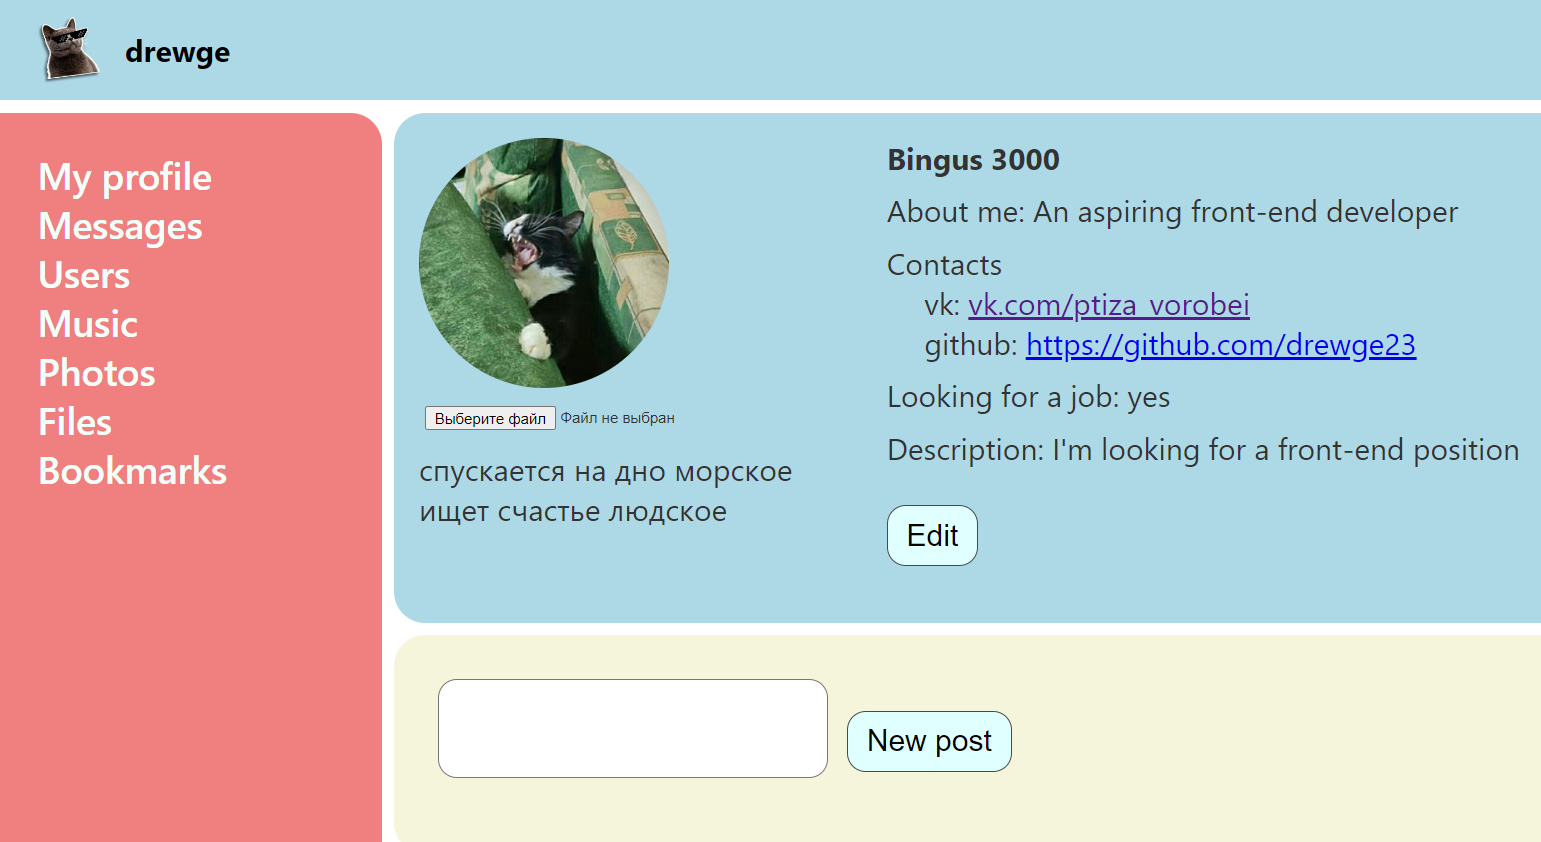 drewge
My profile
Messages
Users
Music
Photos
Files
Bookmarks
Выберите файл Файл не выбран
спускается на дно морское
ищет счастье людское
Bingus 3000
About me: An aspiring front-end developer
Contacts
vk: vk.com/ptiza_vorobei
github: https://github.com/drewge23
Looking for a job: yes
Description: I'm looking for a front-end position
Edit
New post